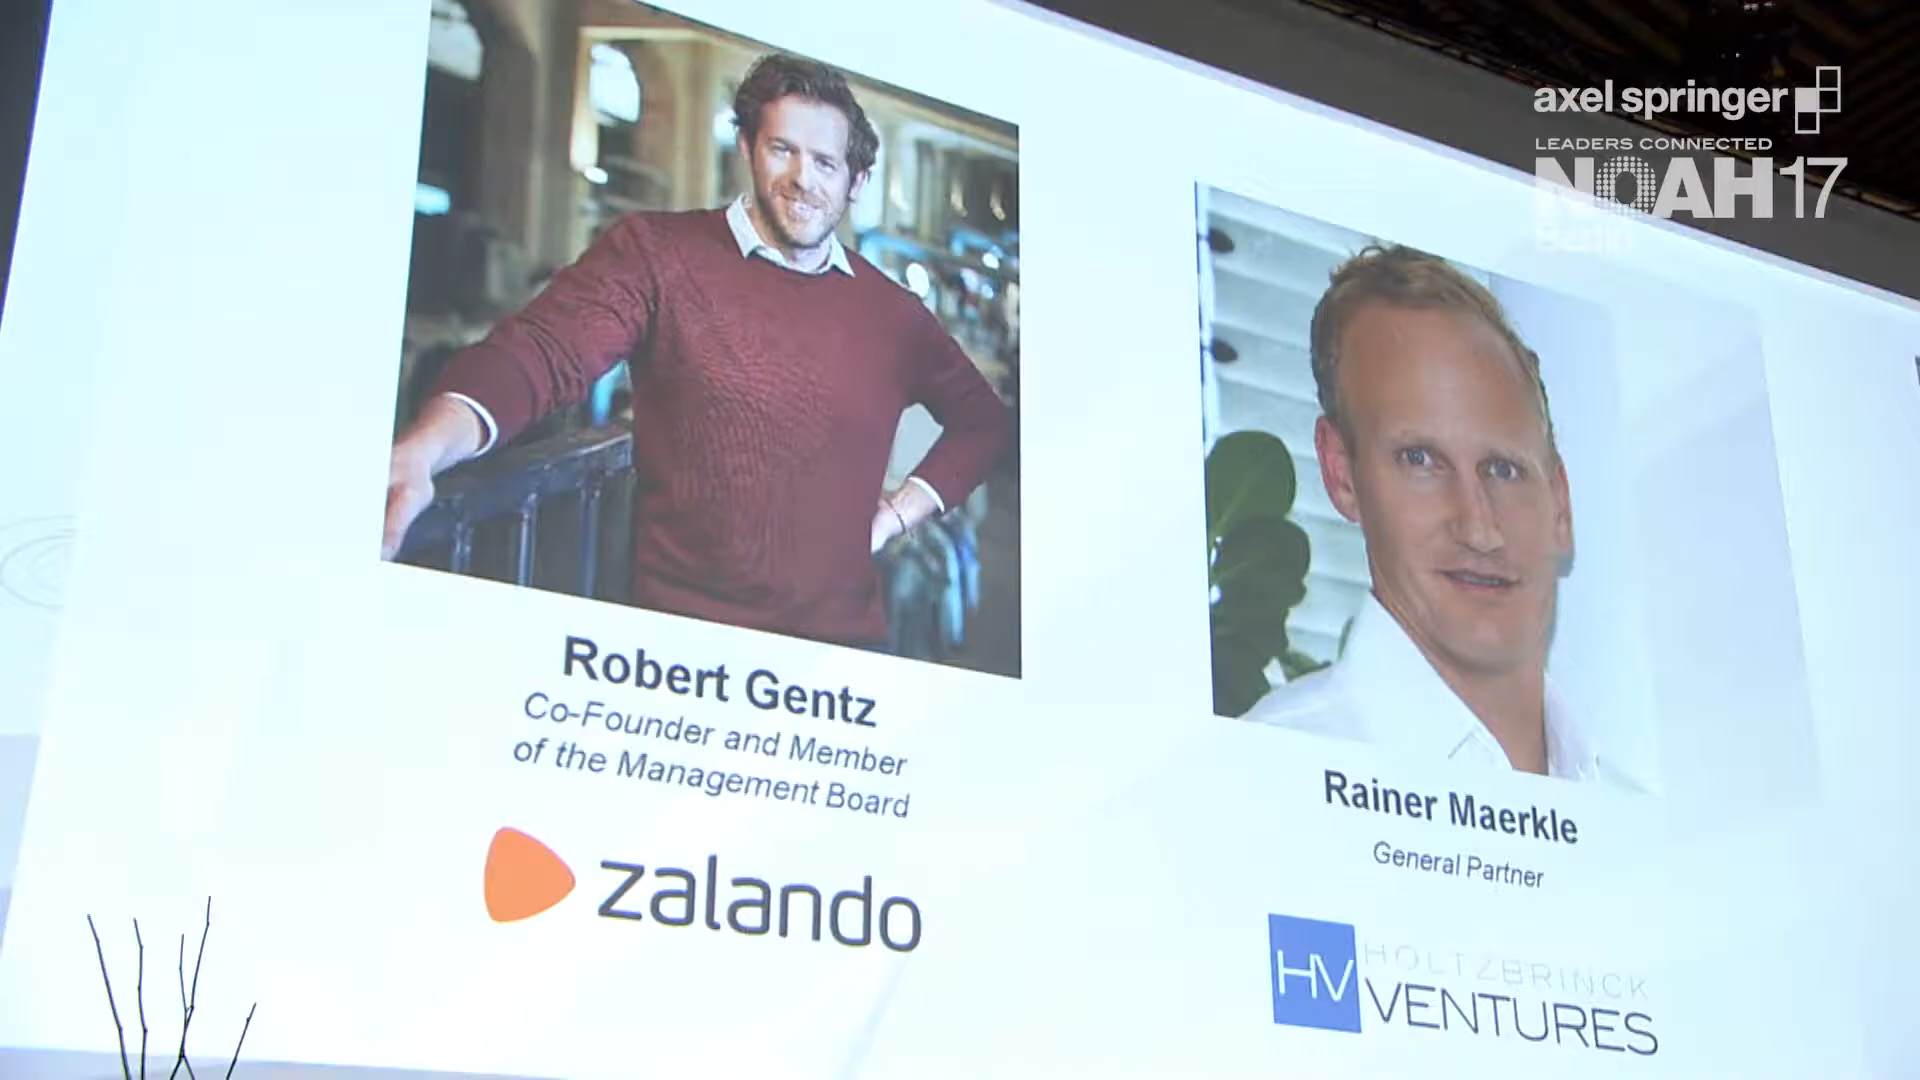 axel springer
LEADERS CONNECTED
NOAH17
Berlin
Robert Gentz
Co-Founder and Member
of the Management Board
zalando
Rainer Maerkle
General Partner
HV HOLTZBRINCK
VENTURES